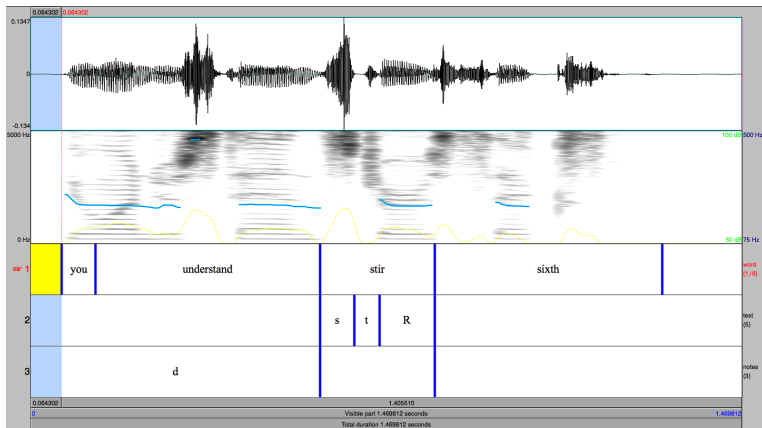 0.064302 0.064302
0.1347
0
-0.134
5000 Hz 100 dB 500 Hz
0 Hz 50 dB 75 Hz
1 you understand stir sixth word (1/6)
2 s t R test (5)
3 d notes (3)
0.064302 1.405510
0 Visible part 1.469812 seconds 1.469812
Total duration 1.469812 seconds